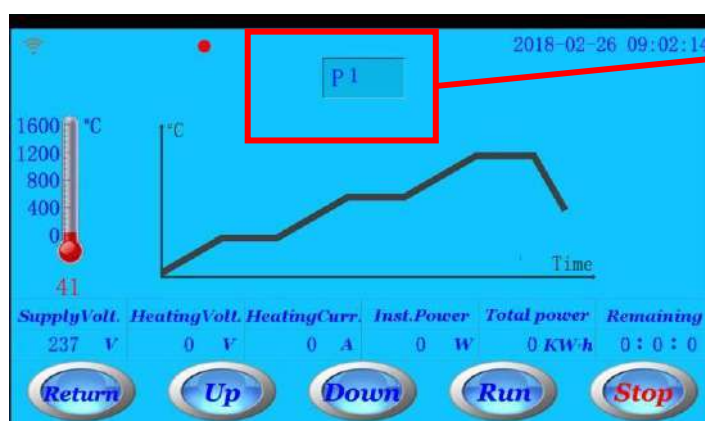 2018-02-26 09:02:14
P1
1600 °C
1200
800
400
0
41
°C
Time
SupplyVolt. HeatingVolt. HeatingCurr. Inst.Power Total power Remaining
237 V 0 V 0 A 0 W 0 KW·h 0:0:0
Return Up Down Run Stop